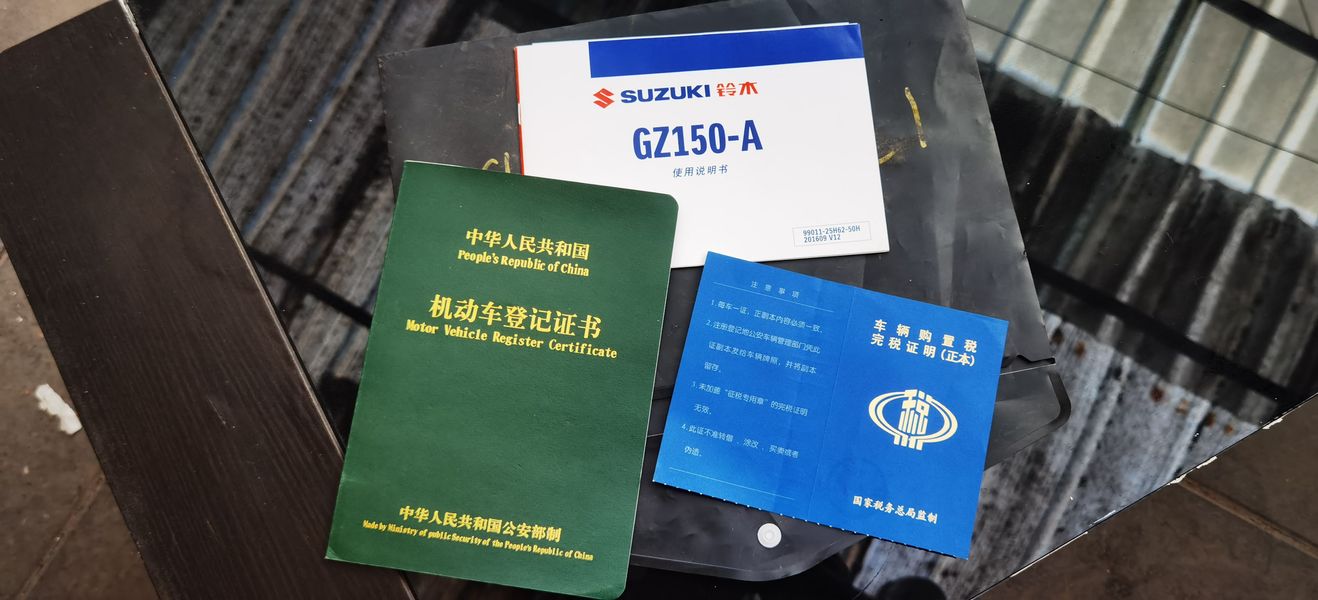 SUZUKI 铃木
GZ150-A
使用说明书
99011-25H62-50H
201609 V12
中华人民共和国
People's Republic of China
机动车登记证书
Motor Vehicle Register Certificate
中华人民共和国公安部制
Made by Ministry of public Security of the People's Republic of China
注意事项
1.每车一证，正副本内容必须一致。
2.注册登记地公安车辆管理部门凭此
证副本发给车辆牌照，并将副本
留存。
3.未加盖“征税专用章”的完税证明
无效。
4.此证不准转借、涂改、买卖或者
伪造。
车辆购置税
完税证明(正本)
税
国家税务总局监制